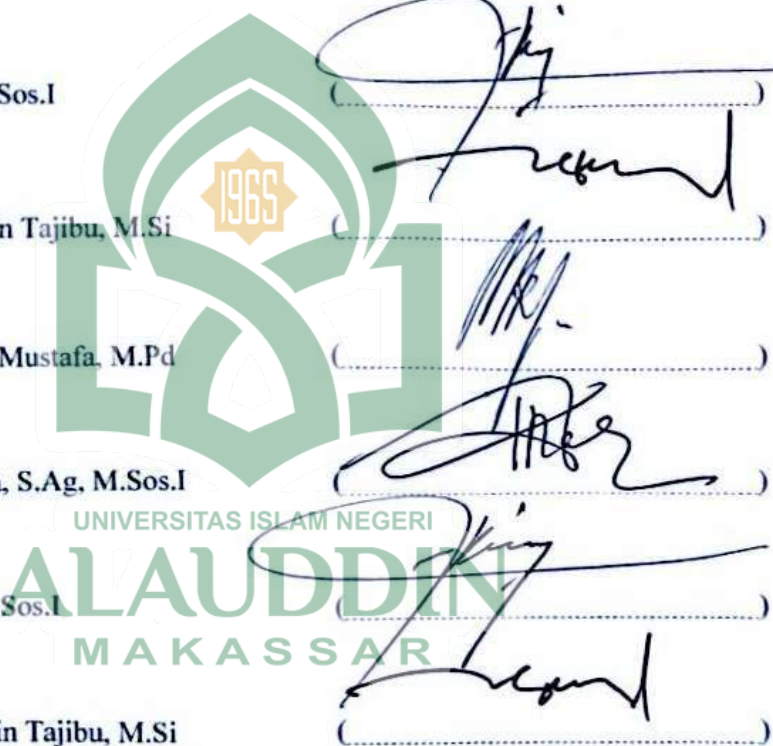 Sos.I (........................................)
1965
n Tajibu, M.Si (........................................)
Mustafa, M.Pd (........................................)
, S.Ag, M.Sos.I (........................................)
UNIVERSITAS ISLAM NEGERI
ALAUDDIN
Sos.I (........................................)
MAKASSAR
in Tajibu, M.Si (........................................)